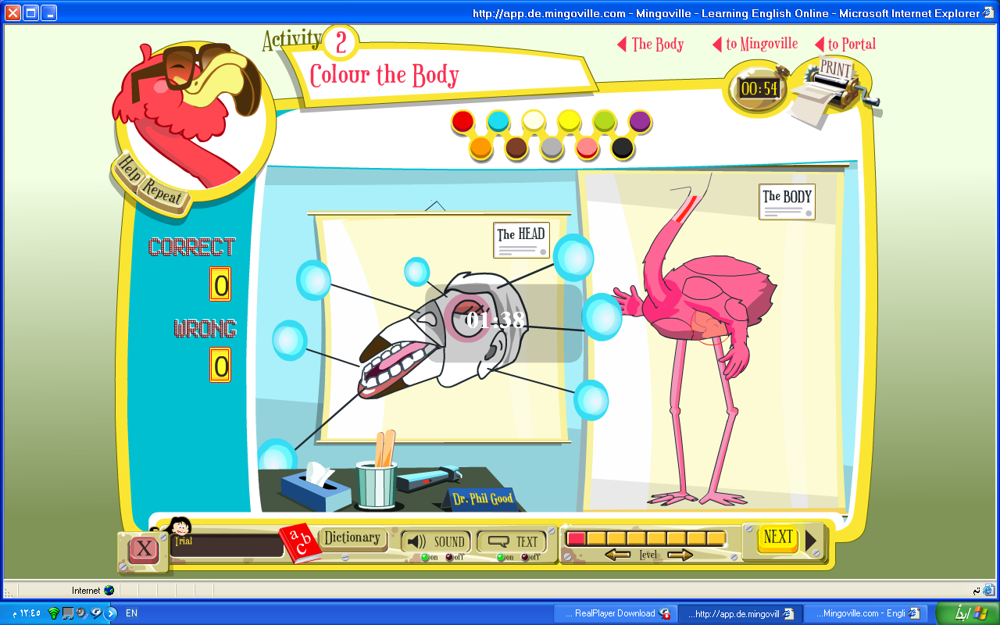 http://app.de.mingoville.com - Mingoville - Learning English Online - Microsoft Internet Explorer
Activity 2
The Body
to Mingoville
to Portal
Colour the Body
00:54
PRINT
Help
Repeat
The BODY
The HEAD
CORRECT
0
01:38
WRONG
0
Dr. Phil Good
X
Trial
a b c
Dictionary
SOUND
on
off
TEXT
on
off
Level
NEXT
Internet
تم
١٢:٤٥ م
EN
... RealPlayer Download
...http://app.de.mingovill
...Mingoville.com - Engli
ابدأ